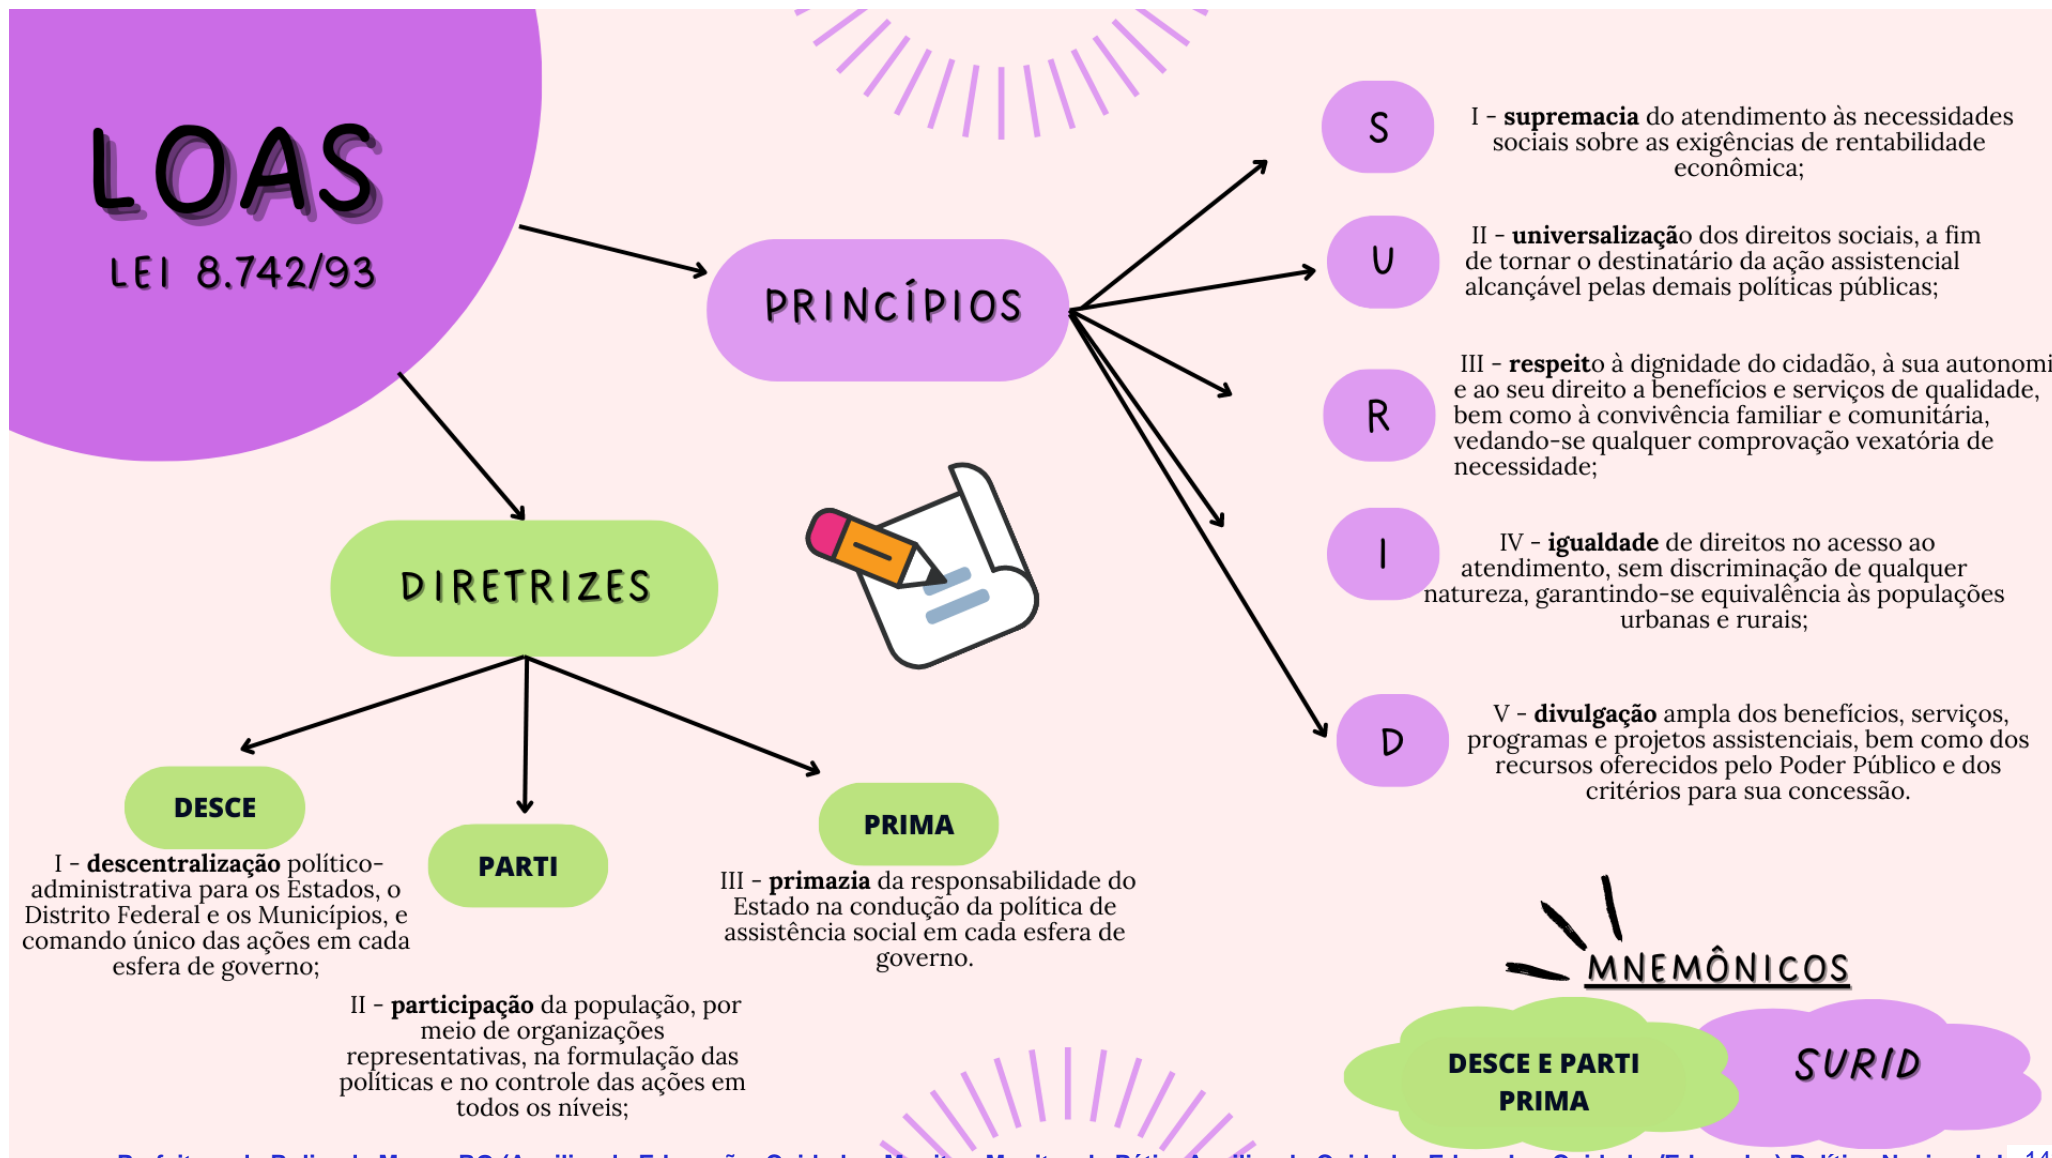 LOAS
LEI 8.742/93
PRINCÍPIOS
S
I - supremacia do atendimento às necessidades
sociais sobre as exigências de rentabilidade
econômica;
U
II - universalização dos direitos sociais, a fim
de tornar o destinatário da ação assistencial
alcançável pelas demais políticas públicas;
R
III - respeito à dignidade do cidadão, à sua autonomi
e ao seu direito a benefícios e serviços de qualidade,
bem como à convivência familiar e comunitária,
vedando-se qualquer comprovação vexatória de
necessidade;
I
IV - igualdade de direitos no acesso ao
atendimento, sem discriminação de qualquer
natureza, garantindo-se equivalência às populações
urbanas e rurais;
D
V - divulgação ampla dos benefícios, serviços,
programas e projetos assistenciais, bem como dos
recursos oferecidos pelo Poder Público e dos
critérios para sua concessão.
DIRETRIZES
DESCE
I - descentralização político-
administrativa para os Estados, o
Distrito Federal e os Municípios, e
comando único das ações em cada
esfera de governo;
PARTI
II - participação da população, por
meio de organizações
representativas, na formulação das
políticas e no controle das ações em
todos os níveis;
PRIMA
III - primazia da responsabilidade do
Estado na condução da política de
assistência social em cada esfera de
governo.
MNEMÔNICOS
DESCE E PARTI
PRIMA
SURID